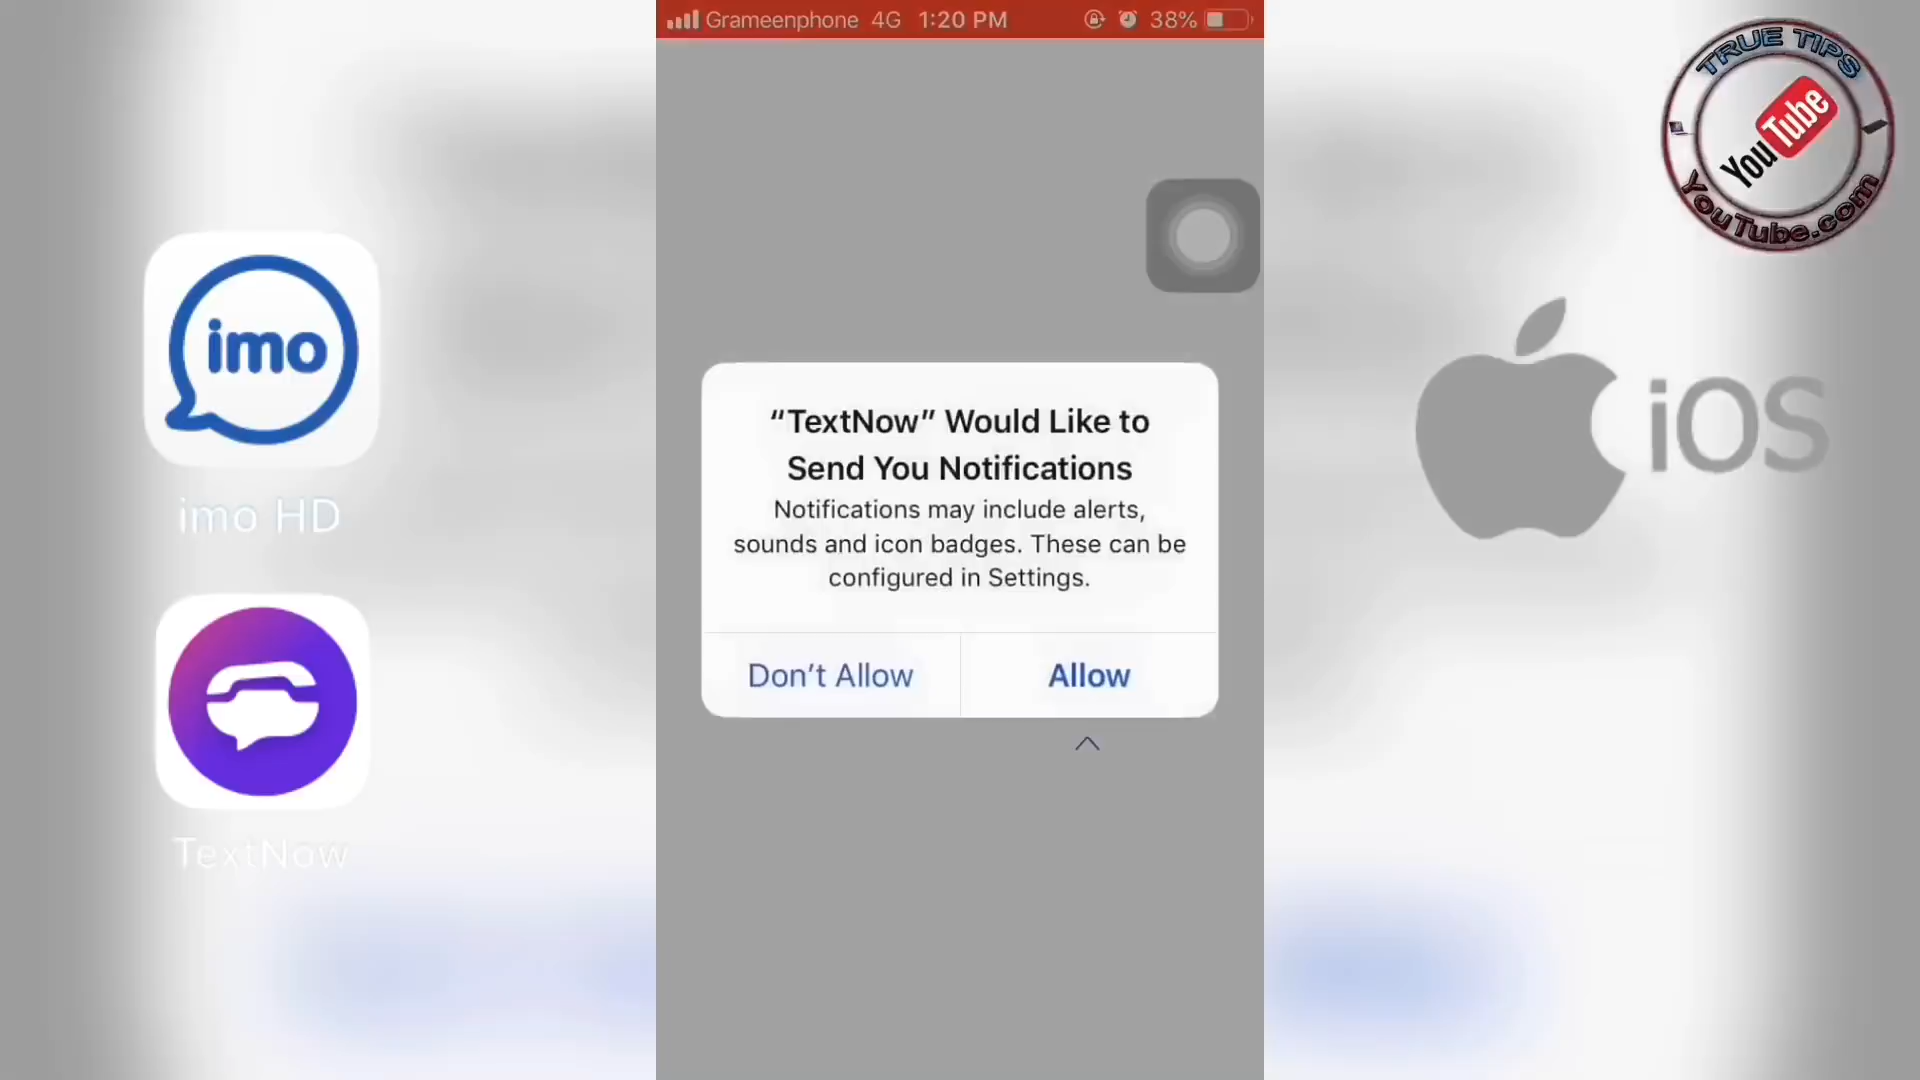 Grameenphone 4G 1:20 PM 38%
TRUE TIPS
YouTube
YouTube.com
imo
imo HD
iOS
“TextNow” Would Like to
Send You Notifications
Notifications may include alerts,
sounds and icon badges. These can be
configured in Settings.
Don’t Allow
Allow
TextNow